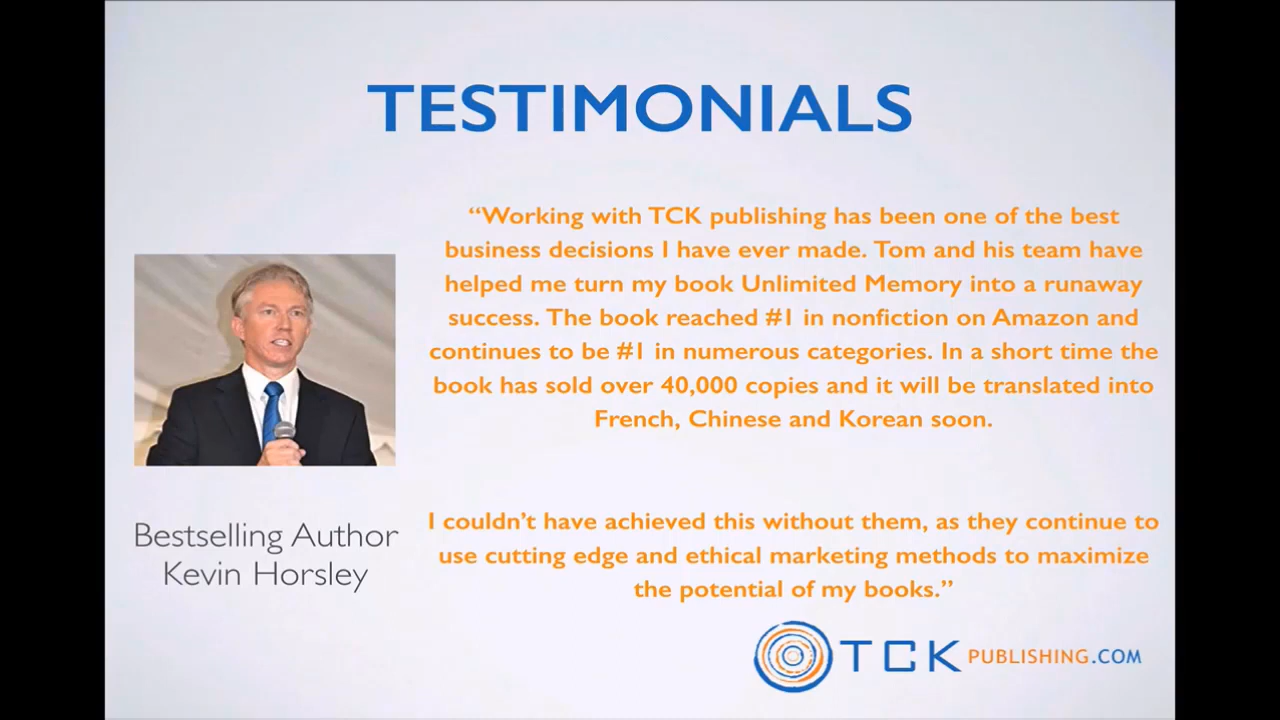 TESTIMONIALS
“Working with TCK publishing has been one of the best
business decisions I have ever made. Tom and his team have
helped me turn my book Unlimited Memory into a runaway
success. The book reached #1 in nonfiction on Amazon and
continues to be #1 in numerous categories. In a short time the
book has sold over 40,000 copies and it will be translated into
French, Chinese and Korean soon.
I couldn’t have achieved this without them, as they continue to
use cutting edge and ethical marketing methods to maximize
the potential of my books.”
Bestselling Author
Kevin Horsley
TCK PUBLISHING.COM